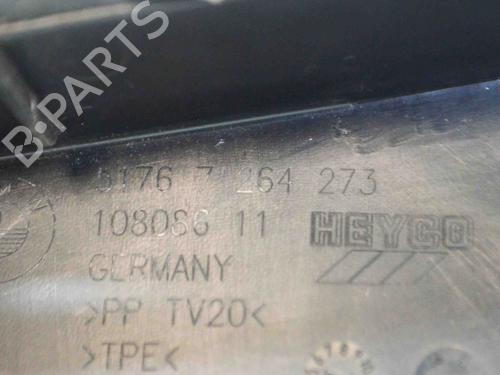 B-PARTS
5176 7 264 273
108086 11 HEYCO
GERMANY
>PP TV20<
>TPE<